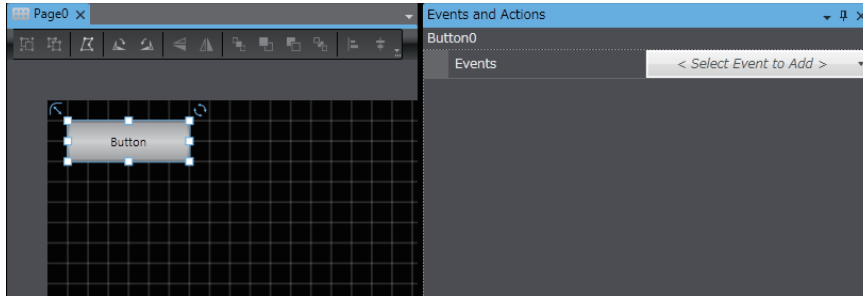 Page0
Button
Events and Actions
Button0
Events
< Select Event to Add >